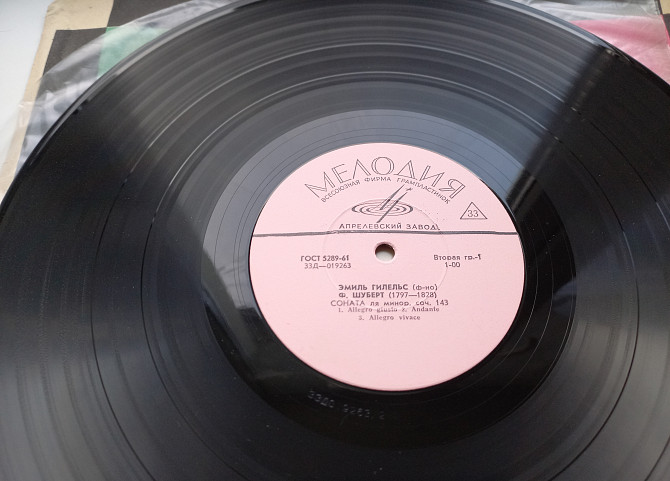 МЕЛОДИЯ
ВСЕСОЮЗНАЯ ФИРМА ГРАМПЛАСТИНОК
33
АПРЕЛЕВСКИЙ ЗАВОД
ГОСТ 5289-61 Вторая гр.-1
33Д—019263 1-00
ЭМИЛЬ ГИЛЕЛЬС (ф-но)
Ф. ШУБЕРТ (1797—1828)
СОНАТА ля минор, соч. 143
1. Allegro giusto 2. Andante
3. Allegro vivace